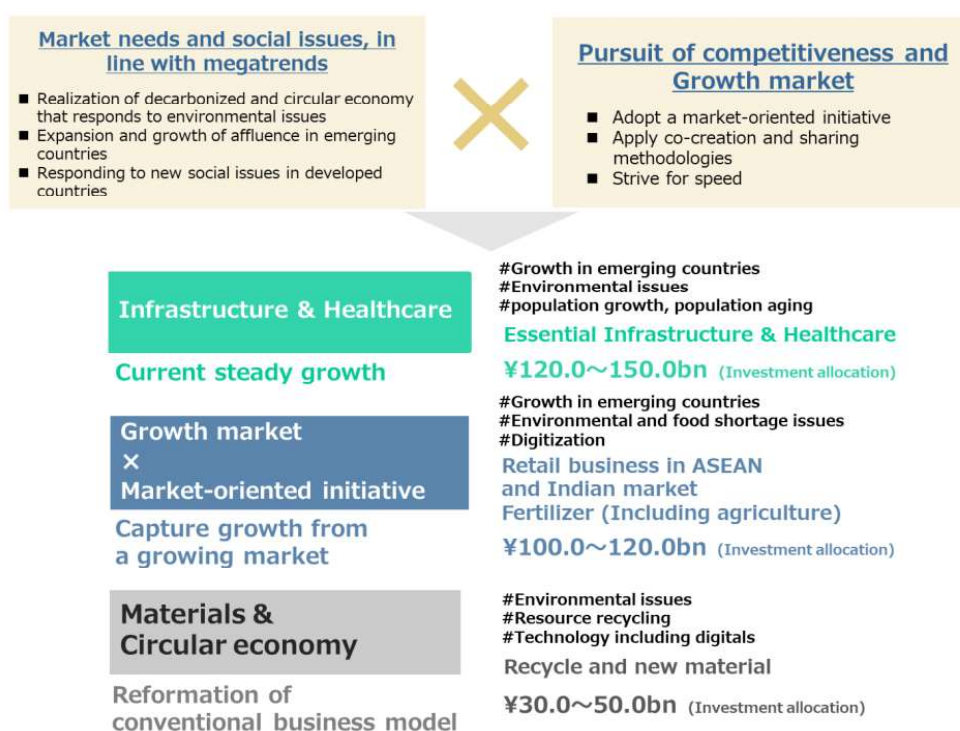 Market needs and social issues, in
line with megatrends
■ Realization of decarbonized and circular economy
that responds to environmental issues
■ Expansion and growth of affluence in emerging
countries
■ Responding to new social issues in developed
countries
Pursuit of competitiveness and
Growth market
■ Adopt a market-oriented initiative
■ Apply co-creation and sharing
methodologies
■ Strive for speed
Infrastructure & Healthcare
Current steady growth
#Growth in emerging countries
#Environmental issues
#population growth, population aging
Essential Infrastructure & Healthcare
¥120.0～150.0bn (Investment allocation)
Growth market
×
Market-oriented initiative
Capture growth from
a growing market
#Growth in emerging countries
#Environmental and food shortage issues
#Digitization
Retail business in ASEAN
and Indian market
Fertilizer (Including agriculture)
¥100.0～120.0bn (Investment allocation)
Materials &
Circular economy
Reformation of
conventional business model
#Environmental issues
#Resource recycling
#Technology including digitals
Recycle and new material
¥30.0～50.0bn (Investment allocation)